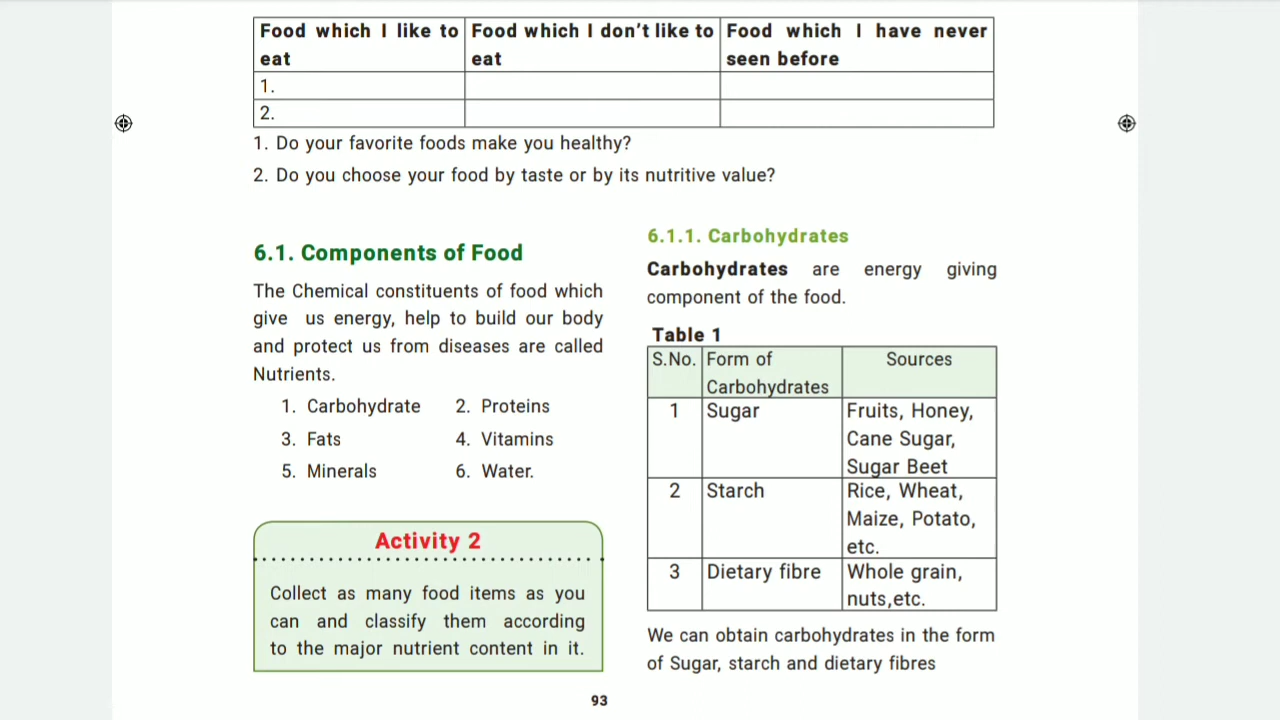 Food which I like to eat
Food which I don't like to eat
Food which I have never seen before
1.
2.
1. Do your favorite foods make you healthy?
2. Do you choose your food by taste or by its nutritive value?
6.1. Components of Food
The Chemical constituents of food which
give us energy, help to build our body
and protect us from diseases are called
Nutrients.
1. Carbohydrate 2. Proteins
3. Fats 4. Vitamins
5. Minerals 6. Water.
Activity 2
Collect as many food items as you
can and classify them according
to the major nutrient content in it.
6.1.1. Carbohydrates
Carbohydrates are energy giving
component of the food.
Table 1
S.No. Form of Carbohydrates Sources
1 Sugar Fruits, Honey,
Cane Sugar,
Sugar Beet
2 Starch Rice, Wheat,
Maize, Potato,
etc.
3 Dietary fibre Whole grain,
nuts,etc.
We can obtain carbohydrates in the form
of Sugar, starch and dietary fibres
93